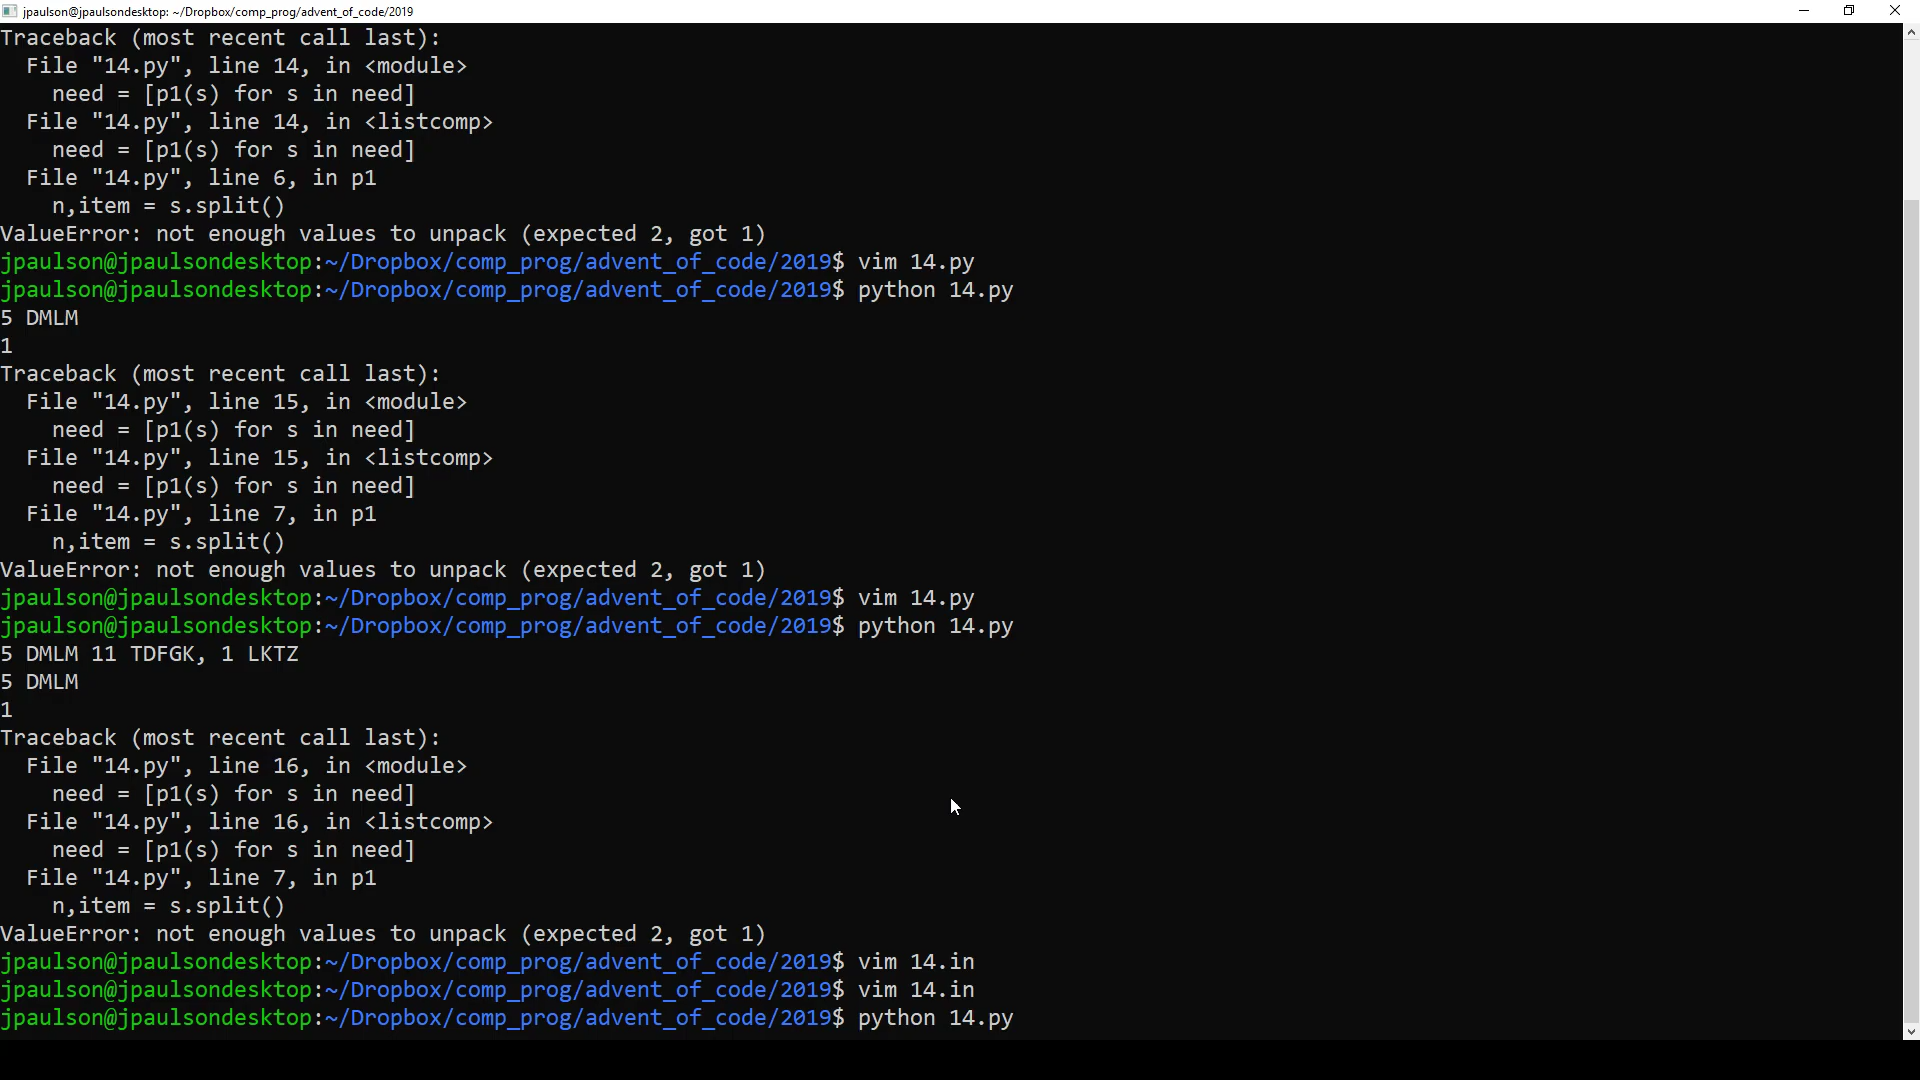 jpaulson@jpaulsondesktop: ~/Dropbox/comp_prog/advent_of_code/2019
Traceback (most recent call last):
  File "14.py", line 14, in <module>
    need = [p1(s) for s in need]
  File "14.py", line 14, in <listcomp>
    need = [p1(s) for s in need]
  File "14.py", line 6, in p1
    n,item = s.split()
ValueError: not enough values to unpack (expected 2, got 1)
jpaulson@jpaulsondesktop:~/Dropbox/comp_prog/advent_of_code/2019$ vim 14.py
jpaulson@jpaulsondesktop:~/Dropbox/comp_prog/advent_of_code/2019$ python 14.py
5 DMLM
1
Traceback (most recent call last):
  File "14.py", line 15, in <module>
    need = [p1(s) for s in need]
  File "14.py", line 15, in <listcomp>
    need = [p1(s) for s in need]
  File "14.py", line 7, in p1
    n,item = s.split()
ValueError: not enough values to unpack (expected 2, got 1)
jpaulson@jpaulsondesktop:~/Dropbox/comp_prog/advent_of_code/2019$ vim 14.py
jpaulson@jpaulsondesktop:~/Dropbox/comp_prog/advent_of_code/2019$ python 14.py
5 DMLM 11 TDFGK, 1 LKTZ
5 DMLM
1
Traceback (most recent call last):
  File "14.py", line 16, in <module>
    need = [p1(s) for s in need]
  File "14.py", line 16, in <listcomp>
    need = [p1(s) for s in need]
  File "14.py", line 7, in p1
    n,item = s.split()
ValueError: not enough values to unpack (expected 2, got 1)
jpaulson@jpaulsondesktop:~/Dropbox/comp_prog/advent_of_code/2019$ vim 14.in
jpaulson@jpaulsondesktop:~/Dropbox/comp_prog/advent_of_code/2019$ vim 14.in
jpaulson@jpaulsondesktop:~/Dropbox/comp_prog/advent_of_code/2019$ python 14.py